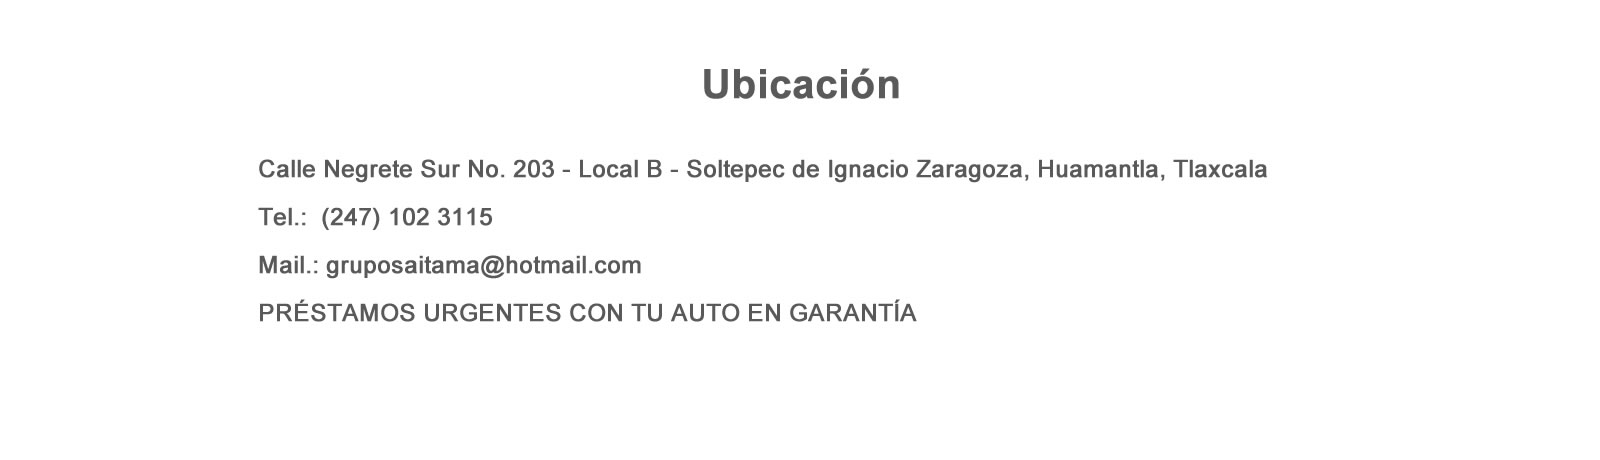 Ubicación
Calle Negrete Sur No. 203 - Local B - Soltepec de Ignacio Zaragoza, Huamantla, Tlaxcala
Tel.:  (247) 102 3115
Mail.: gruposaitama@hotmail.com
PRÉSTAMOS URGENTES CON TU AUTO EN GARANTÍA